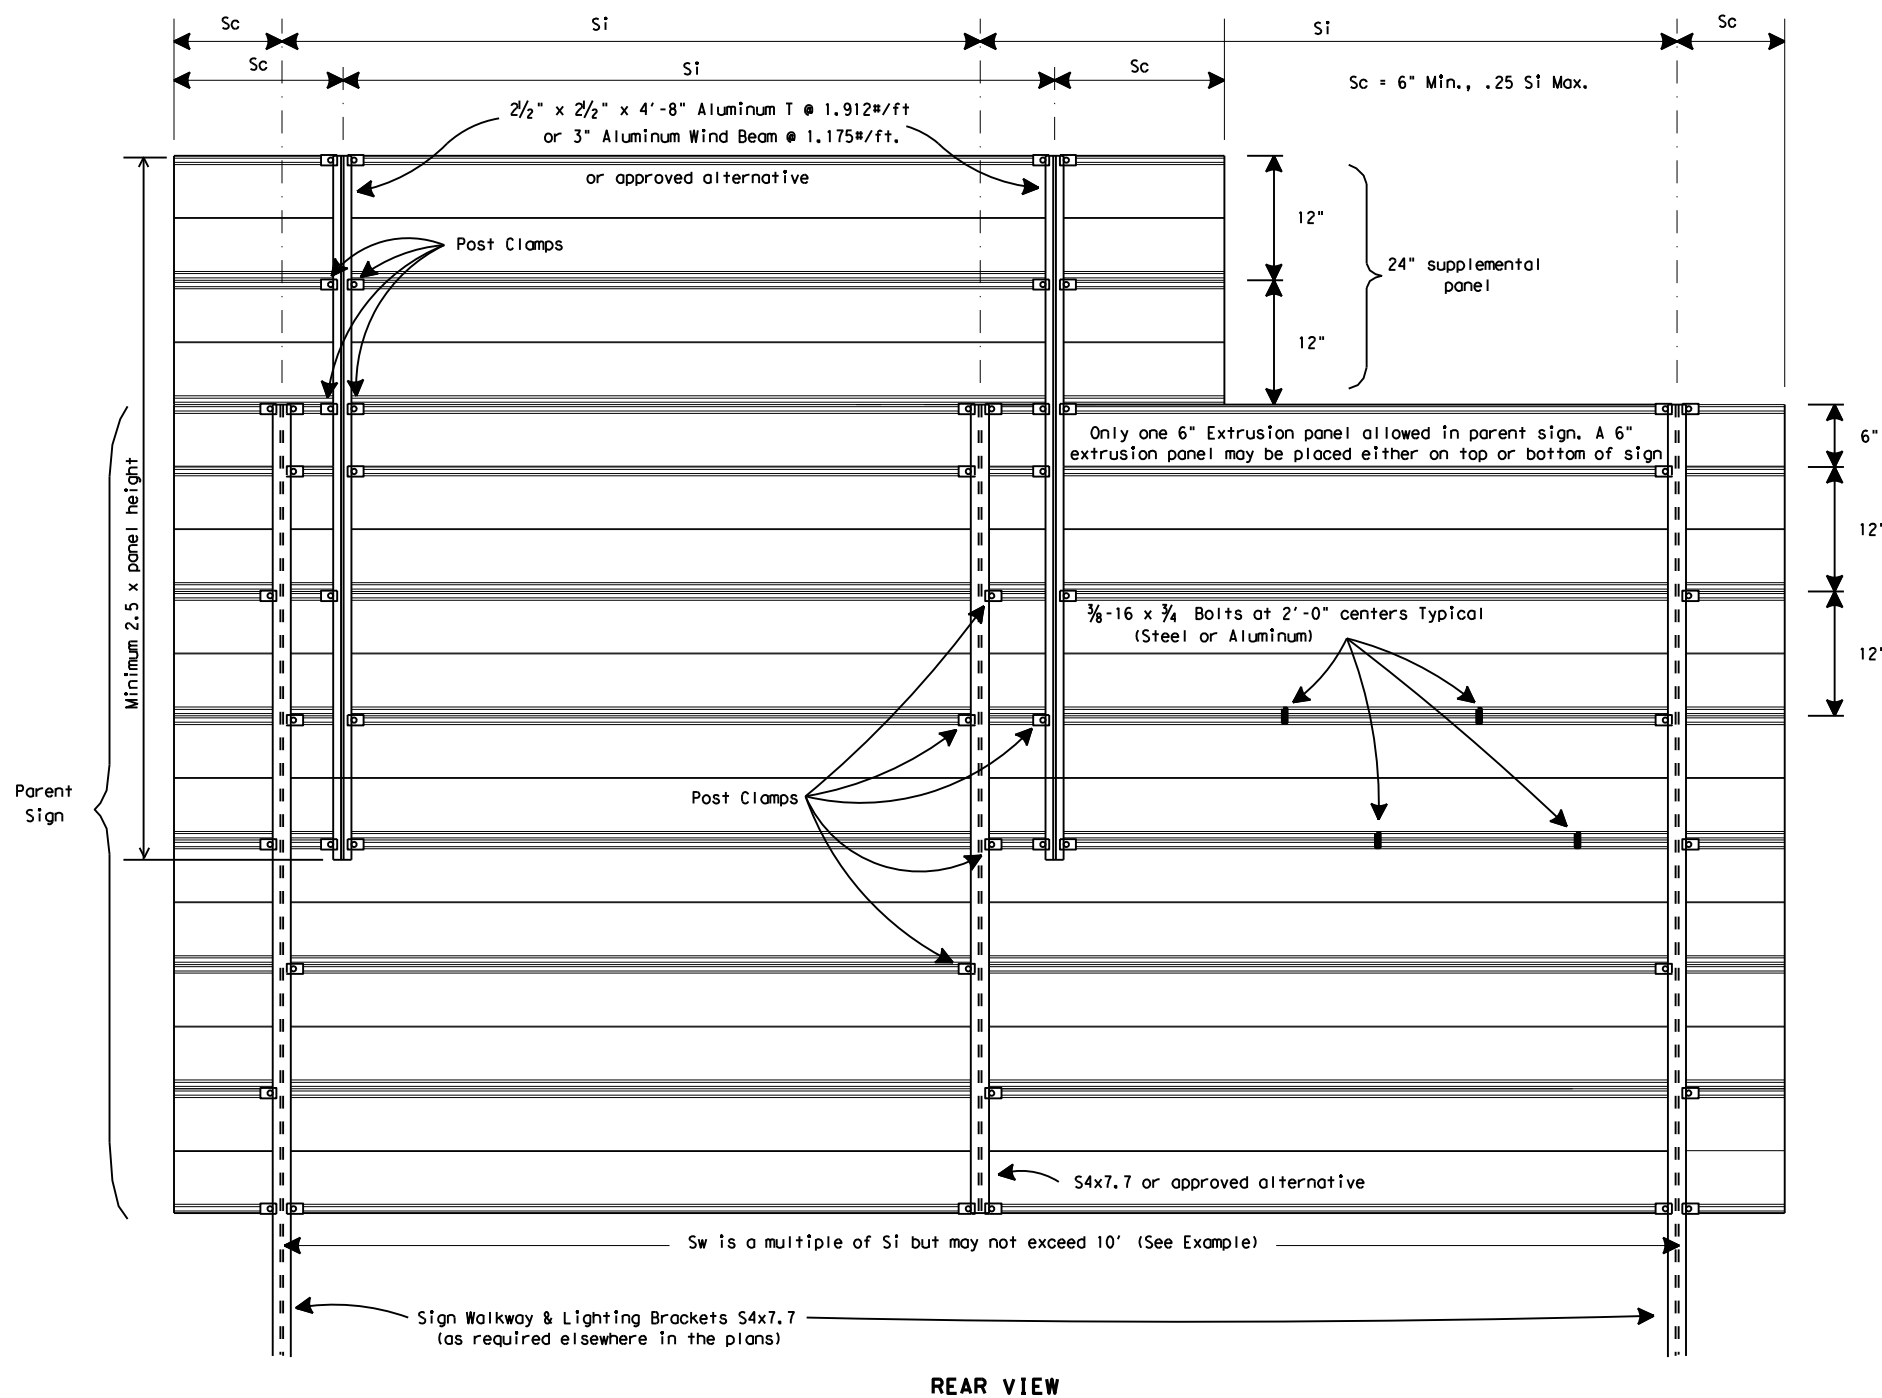 Sc
Si
Si
Sc
Sc
Si
Sc
Sc = 6" Min., .25 Si Max.
2½" x 2½" x 4'-8" Aluminum T @ 1.912#/ft
or 3" Aluminum Wind Beam @ 1.175#/ft.
or approved alternative
12"
Post Clamps
24" supplemental
panel
12"
Only one 6" Extrusion panel allowed in parent sign. A 6"
extrusion panel may be placed either on top or bottom of sign
6"
Minimum 2.5 x panel height
12'
⅜-16 x ¾ Bolts at 2'-0" centers Typical
(Steel or Aluminum)
12'
Parent
Sign
Post Clamps
S4x7.7 or approved alternative
Sw is a multiple of Si but may not exceed 10' (See Example)
Sign Walkway & Lighting Brackets S4x7.7
(as required elsewhere in the plans)
REAR VIEW